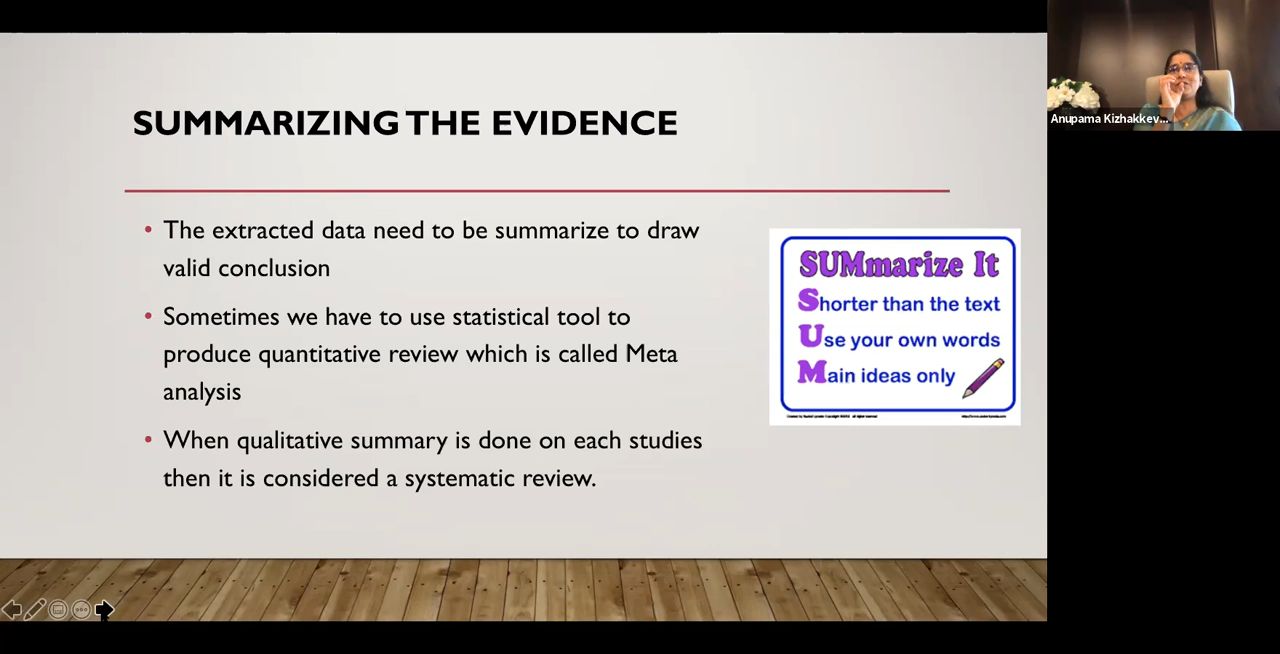 SUMMARIZING THE EVIDENCE
• The extracted data need to be summarize to draw
valid conclusion
• Sometimes we have to use statistical tool to
produce quantitative review which is called Meta
analysis
• When qualitative summary is done on each studies
then it is considered a systematic review.
SUMmarize It
Shorter than the text
Use your own words
Main ideas only
Anupama Kizhakkev...